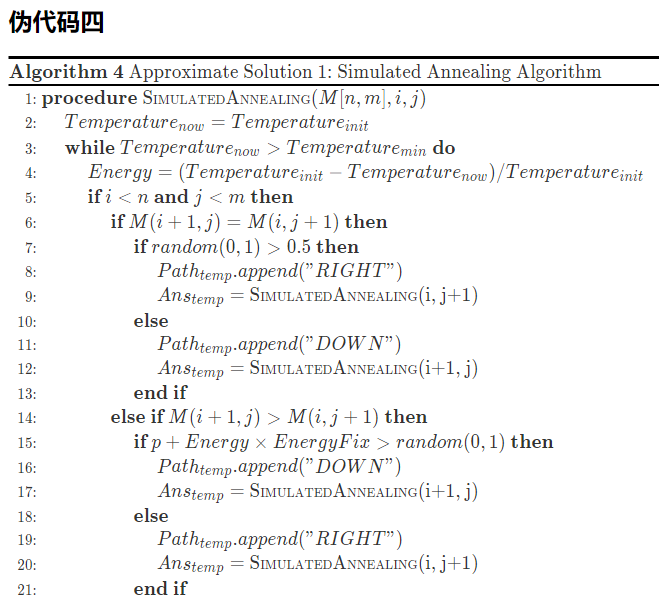 伪代码四
Algorithm 4 Approximate Solution 1: Simulated Annealing Algorithm
1: procedure SIMULATEDANNEALING(M[n, m], i, j)
2: Temperature_now = Temperature_init
3: while Temperature_now > Temperature_min do
4: Energy = (Temperature_init − Temperature_now)/Temperature_init
5: if i < n and j < m then
6: if M(i + 1, j) = M(i, j + 1) then
7: if random(0, 1) > 0.5 then
8: Path_temp.append("RIGHT")
9: Ans_temp = SIMULATEDANNEALING(i, j+1)
10: else
11: Path_temp.append("DOWN")
12: Ans_temp = SIMULATEDANNEALING(i+1, j)
13: end if
14: else if M(i + 1, j) > M(i, j + 1) then
15: if p + Energy × EnergyFix > random(0, 1) then
16: Path_temp.append("DOWN")
17: Ans_temp = SIMULATEDANNEALING(i+1, j)
18: else
19: Path_temp.append("RIGHT")
20: Ans_temp = SIMULATEDANNEALING(i, j+1)
21: end if